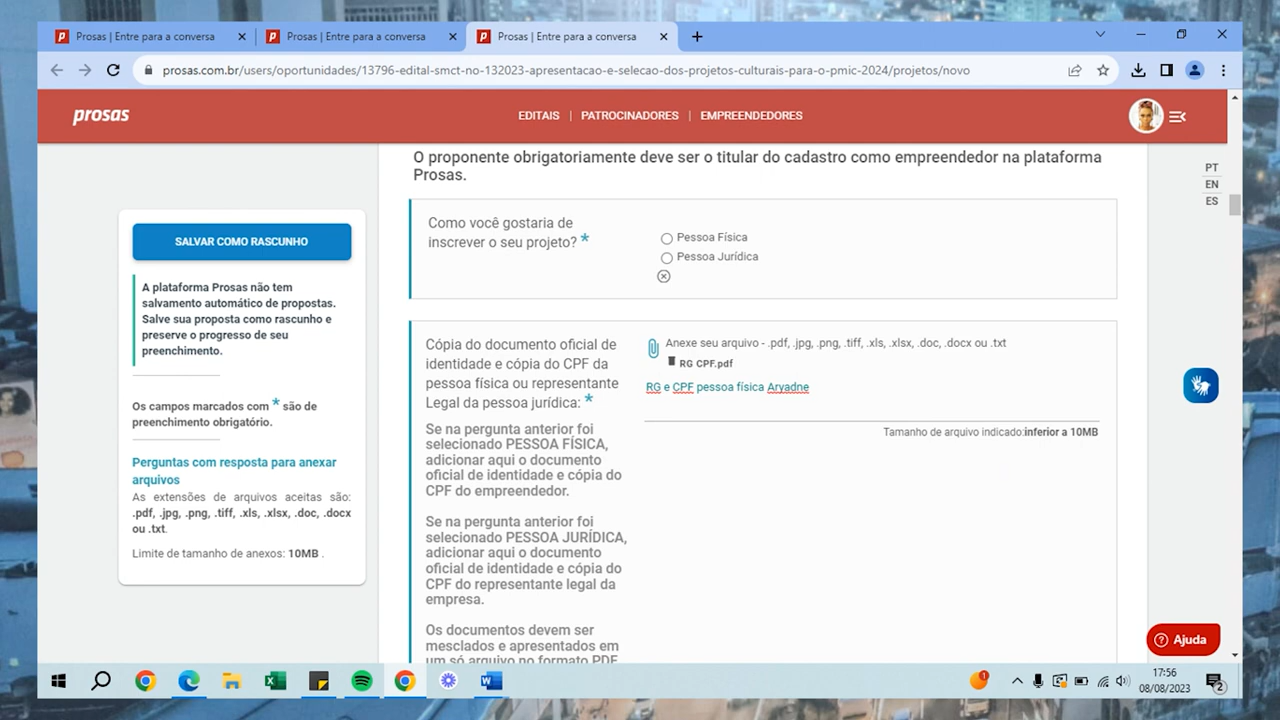 Prosas | Entre para a conversa
Prosas | Entre para a conversa
Prosas | Entre para a conversa
prosas.com.br/users/oportunidades/13796-edital-smct-no-132023-apresentacao-e-selecao-dos-projetos-culturais-para-o-pmic-2024/projetos/novo
prosas
EDITAIS | PATROCINADORES | EMPREENDEDORES
PT
EN
ES
O proponente obrigatoriamente deve ser o titular do cadastro como empreendedor na plataforma
Prosas.
SALVAR COMO RASCUNHO
A plataforma Prosas não tem
salvamento automático de propostas.
Salve sua proposta como rascunho e
preserve o progresso de seu
preenchimento.
Os campos marcados com * são de
preenchimento obrigatório.
Perguntas com resposta para anexar
arquivos
As extensões de arquivos aceitas são:
.pdf, .jpg, .png, .tiff, .xls, .xlsx, .doc, .docx
ou .txt.
Limite de tamanho de anexos: 10MB .
Como você gostaria de
inscrever o seu projeto? *
Pessoa Física
Pessoa Jurídica
Cópia do documento oficial de
identidade e cópia do CPF da
pessoa física ou representante
Legal da pessoa jurídica: *
Se na pergunta anterior foi
selecionado PESSOA FÍSICA,
adicionar aqui o documento
oficial de identidade e cópia do
CPF do empreendedor.
Se na pergunta anterior foi
selecionado PESSOA JURÍDICA,
adicionar aqui o documento
oficial de identidade e cópia do
CPF do representante legal da
empresa.
Os documentos devem ser
mesclados e apresentados em
um só arquivo no formato PDF
Anexe seu arquivo - .pdf, .jpg, .png, .tiff, .xls, .xlsx, .doc, .docx ou .txt
RG CPF.pdf
RG e CPF pessoa física Aryadne
Tamanho de arquivo indicado:inferior a 10MB
Ajuda
17:56
08/08/2023
1
2